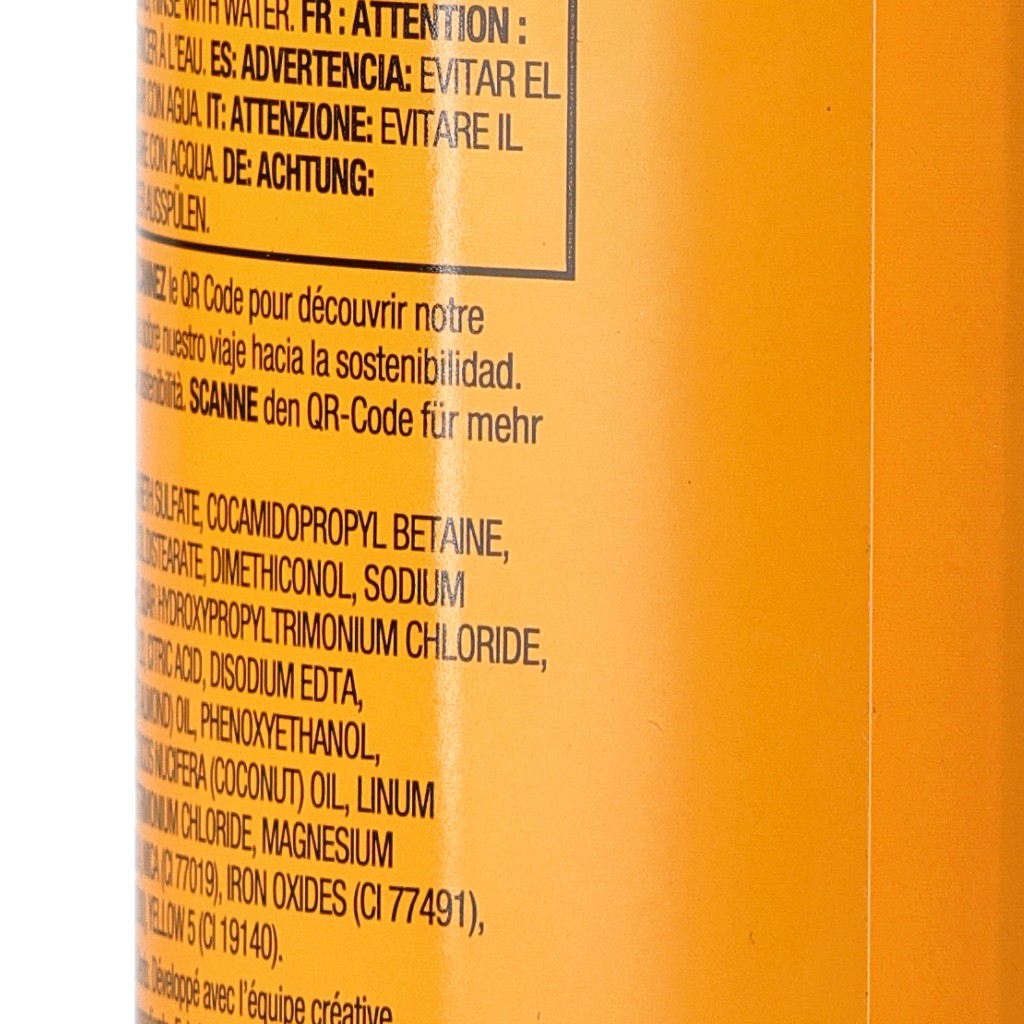 WITH WATER. FR : ATTENTION :
À L'EAU. ES: ADVERTENCIA: EVITAR EL
CON AGUA. IT: ATTENZIONE: EVITARE IL
CON ACQUA. DE: ACHTUNG:
AUSSPÜLEN.
le QR Code pour découvrir notre
nuestro viaje hacia la sostenibilidad.
SCANNE den QR-Code für mehr
SULFATE, COCAMIDOPROPYL BETAINE,
DIMETHICONOL, SODIUM
HYDROXYPROPYLTRIMONIUM CHLORIDE,
CITRIC ACID, DISODIUM EDTA,
OIL, PHENOXYETHANOL,
NUCIFERA (COCONUT) OIL, LINUM
CHLORIDE, MAGNESIUM
MICA (CI 77019), IRON OXIDES (CI 77491),
YELLOW 5 (CI 19140).
Développé avec l'équipe créative